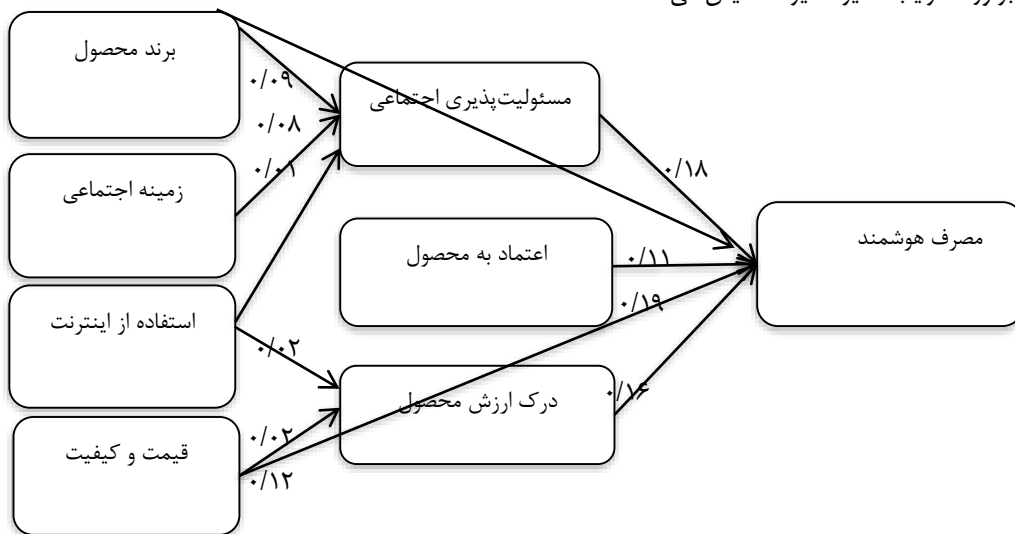 برند محصول
۰/۰۹
مسئولیت‌پذیری اجتماعی
۰/۰۸
۰/۰۱
۰/۱۸
زمینه اجتماعی
مصرف هوشمند
اعتماد به محصول
۰/۱۱
۰/۱۹
استفاده از اینترنت
۰/۰۲
درک ارزش محصول
۰/۱۶
قیمت و کیفیت
۰/۰۲
۰/۱۲